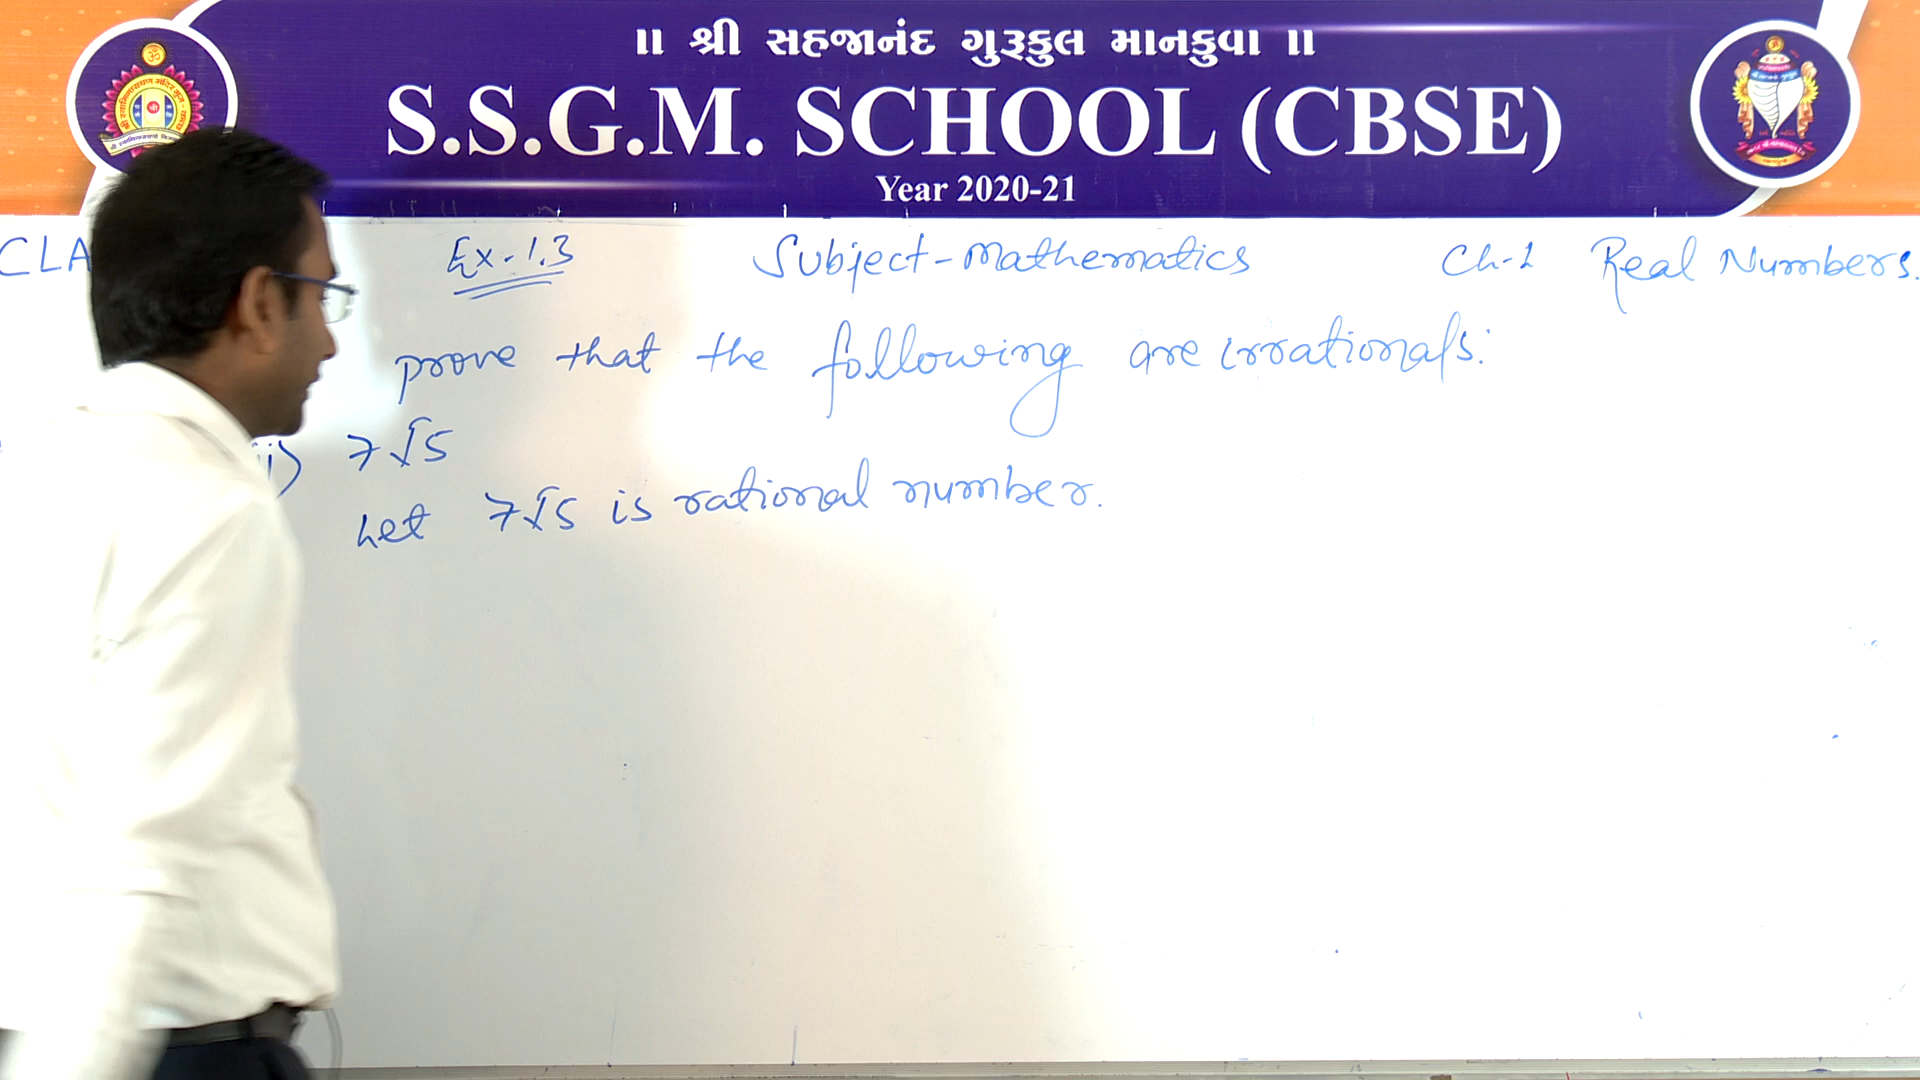 ॥ શ્રી સહજાનંદ ગુરૂકુલ માનકુવા ॥
S.S.G.M. SCHOOL (CBSE)
Year 2020-21
CLA Ex-1.3 Subject-Mathematics Ch-1 Real Numbers.
prove that the following are irrationals:
ii) 7√5
Let 7√5 is rational number.